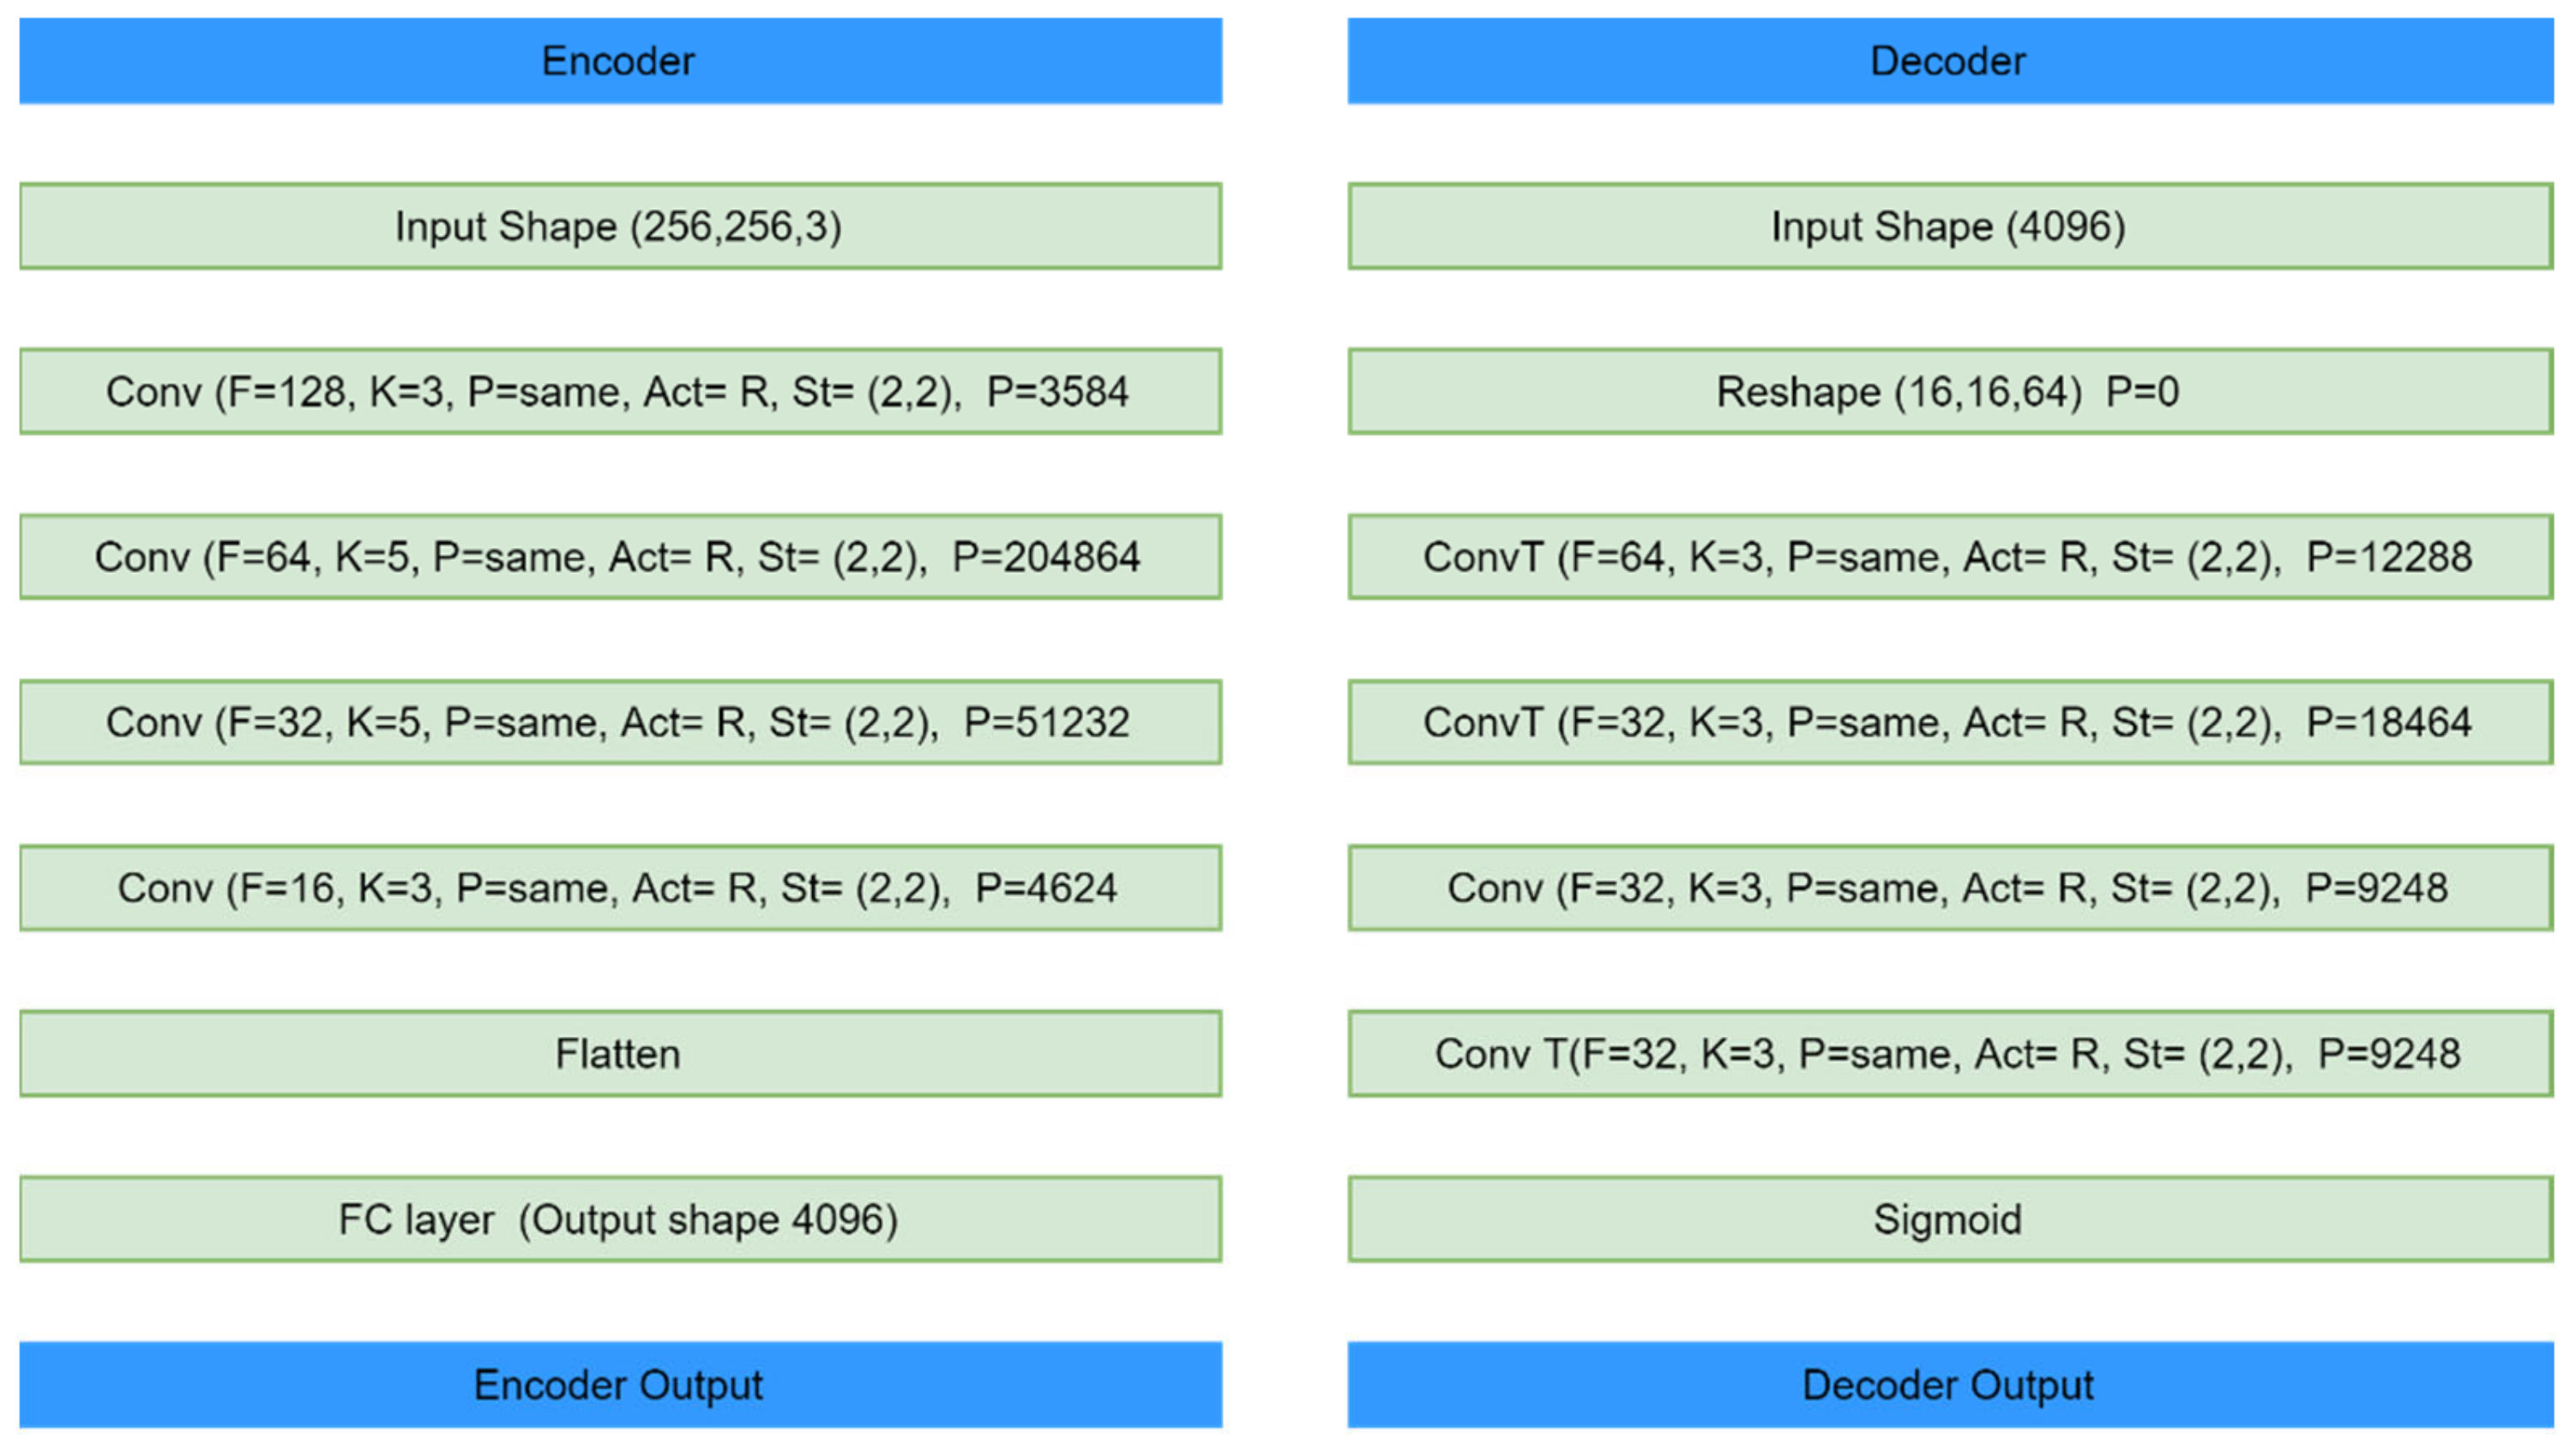 Encoder
Input Shape (256,256,3)
Conv (F=128, K=3, P=same, Act= R, St= (2,2),  P=3584
Conv (F=64, K=5, P=same, Act= R, St= (2,2),  P=204864
Conv (F=32, K=5, P=same, Act= R, St= (2,2),  P=51232
Conv (F=16, K=3, P=same, Act= R, St= (2,2),  P=4624
Flatten
FC layer  (Output shape 4096)
Encoder Output
Decoder
Input Shape (4096)
Reshape (16,16,64)  P=0
ConvT (F=64, K=3, P=same, Act= R, St= (2,2),  P=12288
ConvT (F=32, K=3, P=same, Act= R, St= (2,2),  P=18464
Conv (F=32, K=3, P=same, Act= R, St= (2,2),  P=9248
Conv T(F=32, K=3, P=same, Act= R, St= (2,2),  P=9248
Sigmoid
Decoder Output